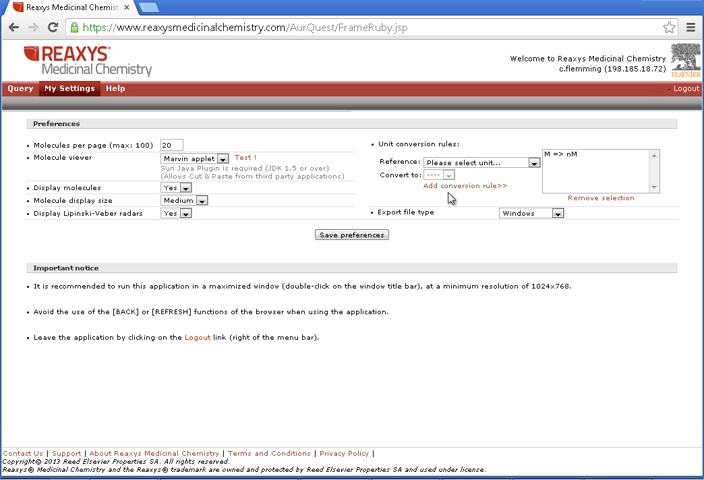 Reaxys Medicinal Chemist
https://www.reaxysmedicinalchemistry.com/AurQuest/FrameRuby.jsp
REAXYS
Medicinal Chemistry
Welcome to Reaxys Medicinal Chemistry
c.flemming (198.185.18.72)
ELSEVIER
Query My Settings Help - Logout
Preferences
• Molecules per page (max: 100) 20
• Molecule viewer Marvin applet Test !
Sun Java Plugin is required (JDK 1.5 or over)
(Allows Cut & Paste from third party applications)
• Display molecules Yes
• Molecule display size Medium
• Display Lipinski-Veber radars Yes
• Unit conversion rules:
Reference: Please select unit...
Convert to: ----
Add conversion rule>>
M => nM
Remove selection
• Export file type Windows
Save preferences
Important notice
• It is recommended to run this application in a maximized window (double-click on the window title bar), at a minimum resolution of 1024x768.
• Avoid the use of the [BACK] or [REFRESH] functions of the browser when using the application.
• Leave the application by clicking on the Logout link (right of the menu bar).
Contact Us | Support | About Reaxys Medicinal Chemistry | Terms and Conditions | Privacy Policy |
Copyright© 2013 Reed Elsevier Properties SA. All rights reserved.
Reaxys® Medicinal Chemistry and the Reaxys® trademark are owned and protected by Reed Elsevier Properties SA and used under license.